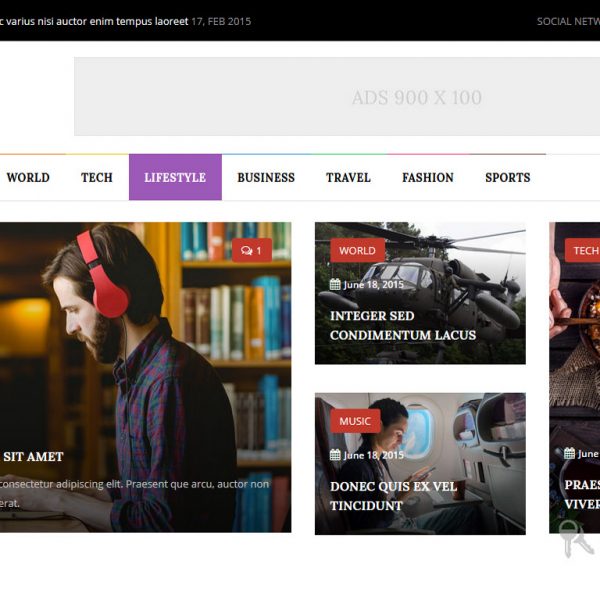 c varius nisi auctor enim tempus laoreet 17, FEB 2015
SOCIAL NETW
ADS 900 X 100
WORLD TECH LIFESTYLE BUSINESS TRAVEL FASHION SPORTS
1
SIT AMET
consectetur adipiscing elit. Praesent que arcu, auctor non
erat.
WORLD
June 18, 2015
INTEGER SED
CONDIMENTUM LACUS
MUSIC
June 18, 2015
DONEC QUIS EX VEL
TINCIDUNT
TECH
June
PRAES
VIVER